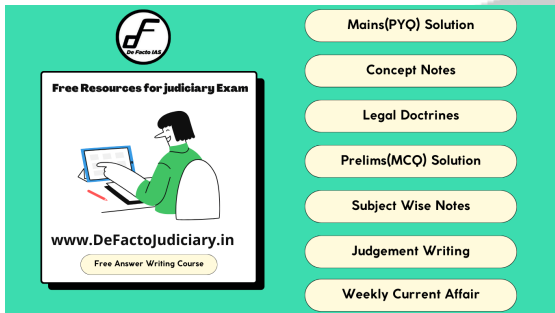 De Facto IAS
Free Resources for judiciary Exam
www.DeFactoJudiciary.in
Free Answer Writing Course
Mains(PYQ) Solution
Concept Notes
Legal Doctrines
Prelims(MCQ) Solution
Subject Wise Notes
Judgement Writing
Weekly Current Affair